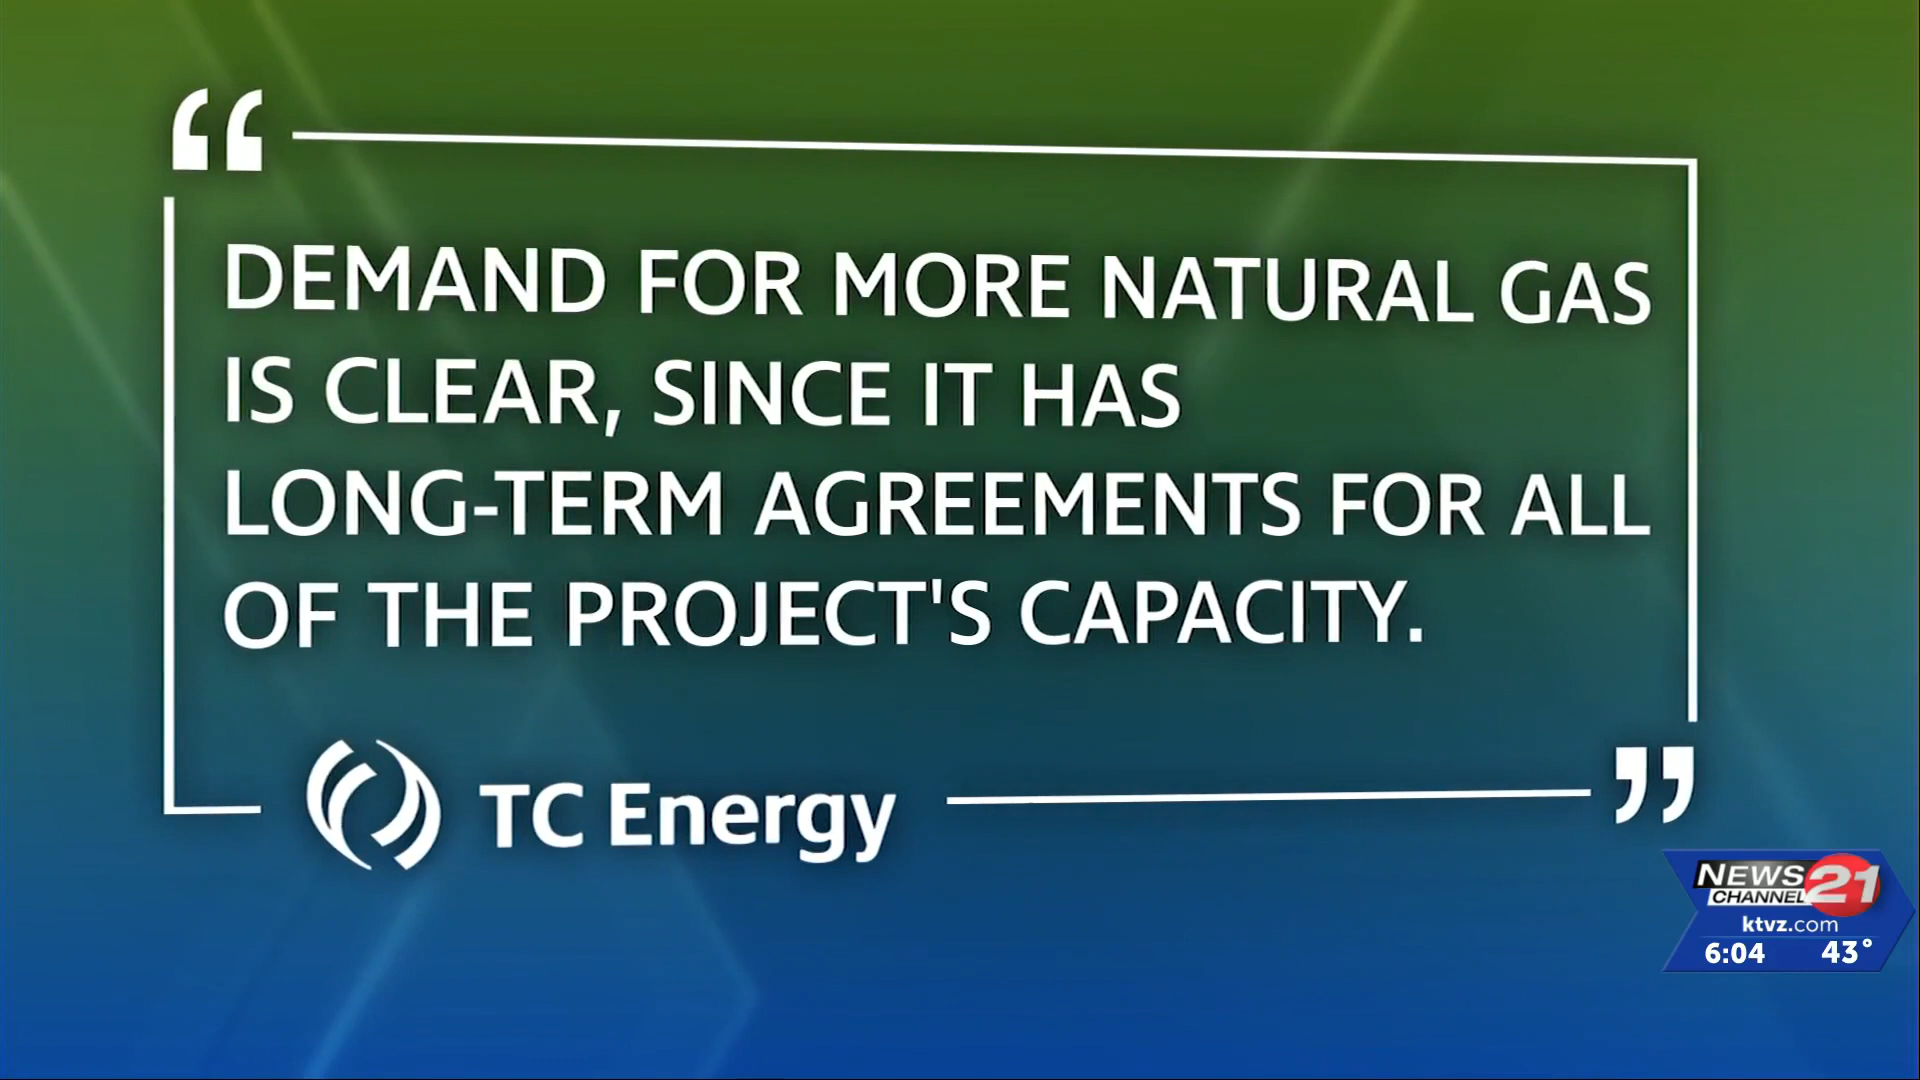 “
DEMAND FOR MORE NATURAL GAS
IS CLEAR, SINCE IT HAS
LONG-TERM AGREEMENTS FOR ALL
OF THE PROJECT'S CAPACITY.
TC Energy
”
NEWS
CHANNEL 21
ktvz.com
6:04 43°